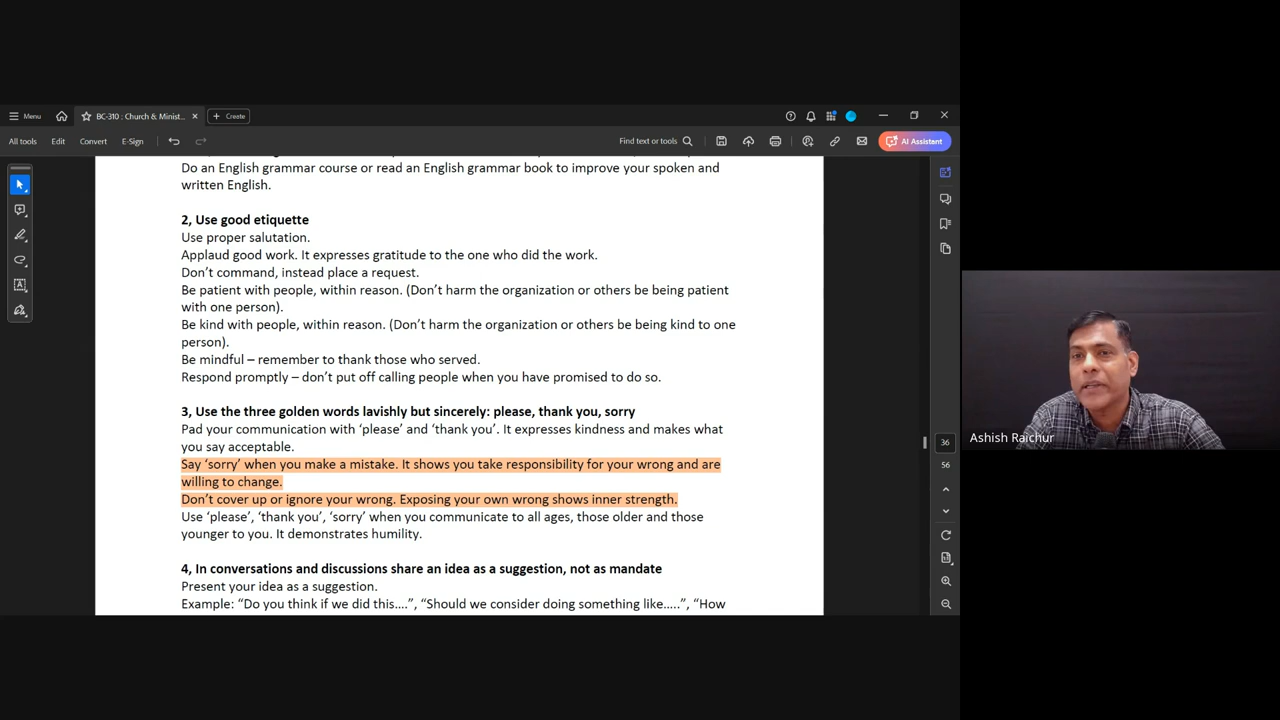 Menu
BC-310 : Church & Minist...
Create
All tools
Edit
Convert
E-Sign
Find text or tools
AI Assistant
Do an English grammar course or read an English grammar book to improve your spoken and
written English.
2, Use good etiquette
Use proper salutation.
Applaud good work. It expresses gratitude to the one who did the work.
Don’t command, instead place a request.
Be patient with people, within reason. (Don’t harm the organization or others be being patient
with one person).
Be kind with people, within reason. (Don’t harm the organization or others be being kind to one
person).
Be mindful – remember to thank those who served.
Respond promptly – don’t put off calling people when you have promised to do so.
3, Use the three golden words lavishly but sincerely: please, thank you, sorry
Pad your communication with ‘please’ and ‘thank you’. It expresses kindness and makes what
you say acceptable.
Say ‘sorry’ when you make a mistake. It shows you take responsibility for your wrong and are
willing to change.
Don’t cover up or ignore your wrong. Exposing your own wrong shows inner strength.
Use ‘please’, ‘thank you’, ‘sorry’ when you communicate to all ages, those older and those
younger to you. It demonstrates humility.
4, In conversations and discussions share an idea as a suggestion, not as mandate
Present your idea as a suggestion.
Example: “Do you think if we did this....”, “Should we consider doing something like.....”, “How
36
56
Ashish Raichur